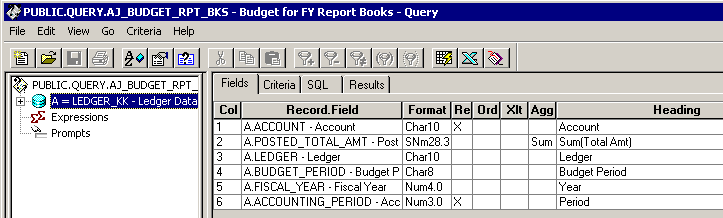 PUBLIC.QUERY.AJ_BUDGET_RPT_BKS - Budget for FY Report Books - Query
File Edit View Go Criteria Help
PUBLIC.QUERY.AJ_BUDGET_RPT_
A = LEDGER_KK - Ledger Data
Expressions
Prompts
Fields Criteria SQL Results
Col Record.Field Format Re Ord Xlt Agg Heading
1 A.ACCOUNT - Account Char10 X Account
2 A.POSTED_TOTAL_AMT - Post SNm28.3 Sum Sum(Total Amt)
3 A.LEDGER - Ledger Char10 Ledger
4 A.BUDGET_PERIOD - Budget P Char8 Budget Period
5 A.FISCAL_YEAR - Fiscal Year Num4.0 Year
6 A.ACCOUNTING_PERIOD - Acc Num3.0 X Period